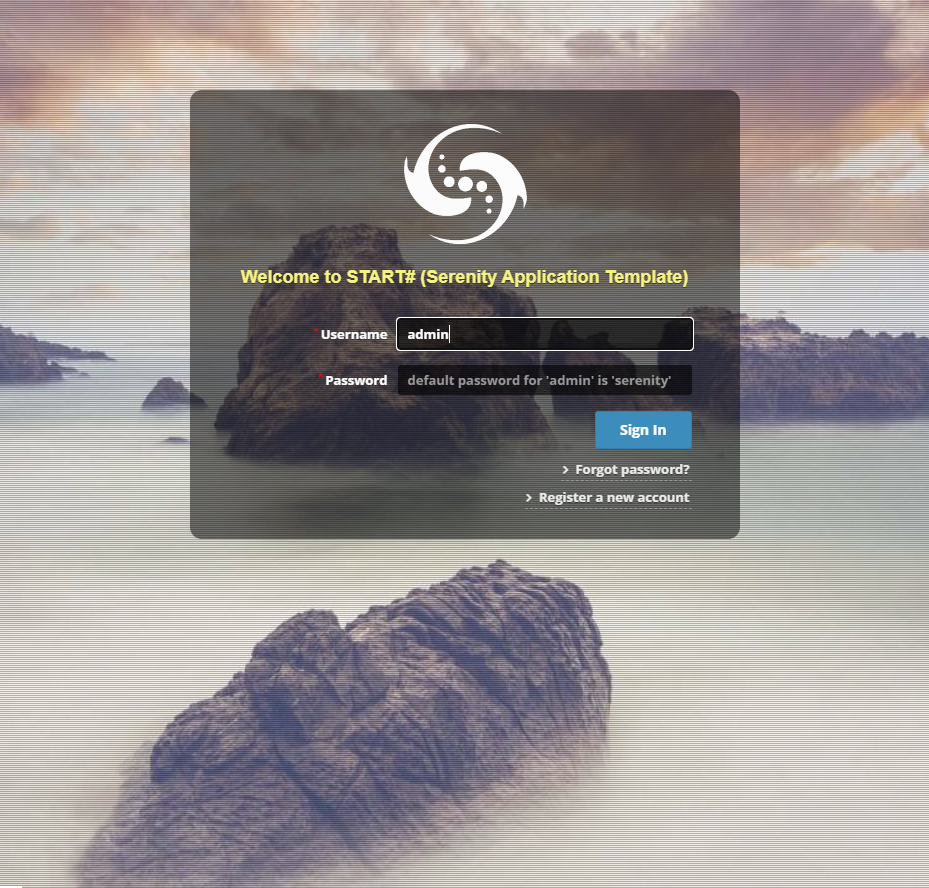 Welcome to START# (Serenity Application Template)
* Username admin
* Password default password for 'admin' is 'serenity'
Sign In
Forgot password?
Register a new account